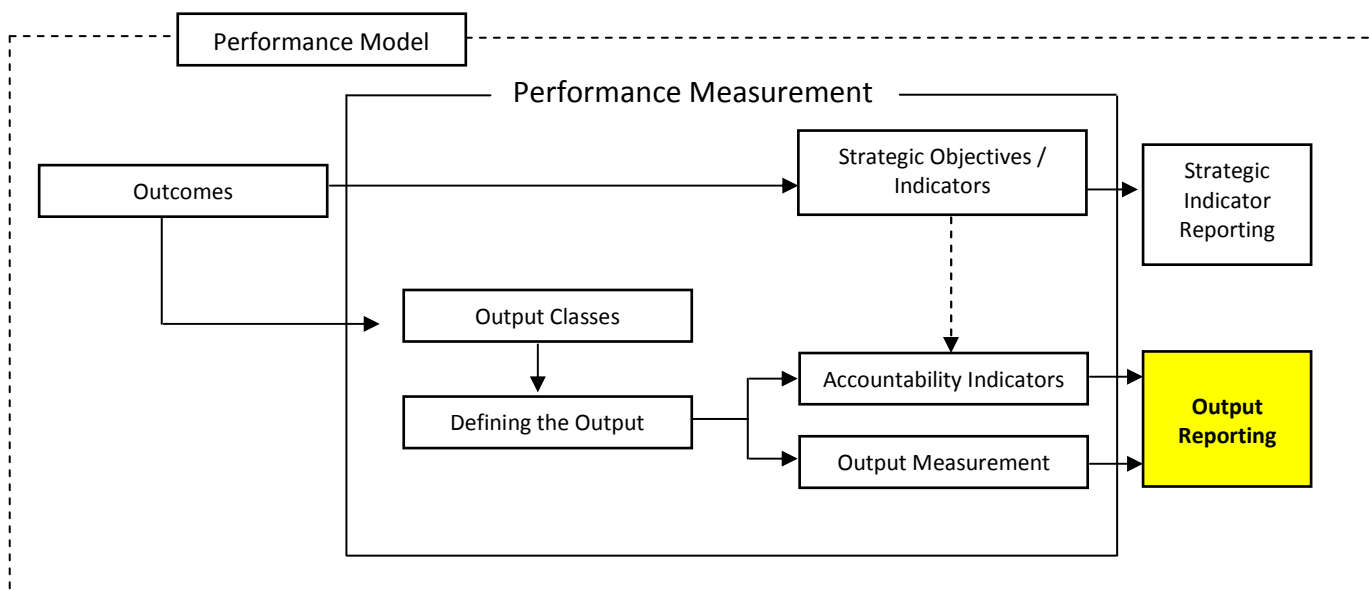 Performance Model
Performance Measurement
Outcomes
Strategic Objectives /
Indicators
Strategic
Indicator
Reporting
Output Classes
Defining the Output
Accountability Indicators
Output Measurement
Output
Reporting